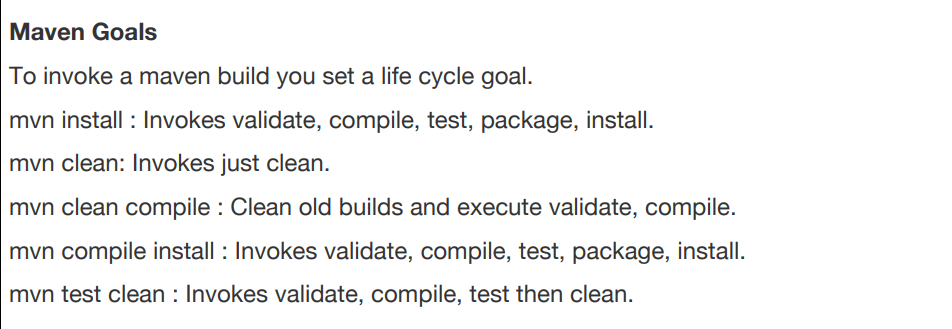 Maven Goals
To invoke a maven build you set a life cycle goal.
mvn install : Invokes validate, compile, test, package, install.
mvn clean: Invokes just clean.
mvn clean compile : Clean old builds and execute validate, compile.
mvn compile install : Invokes validate, compile, test, package, install.
mvn test clean : Invokes validate, compile, test then clean.